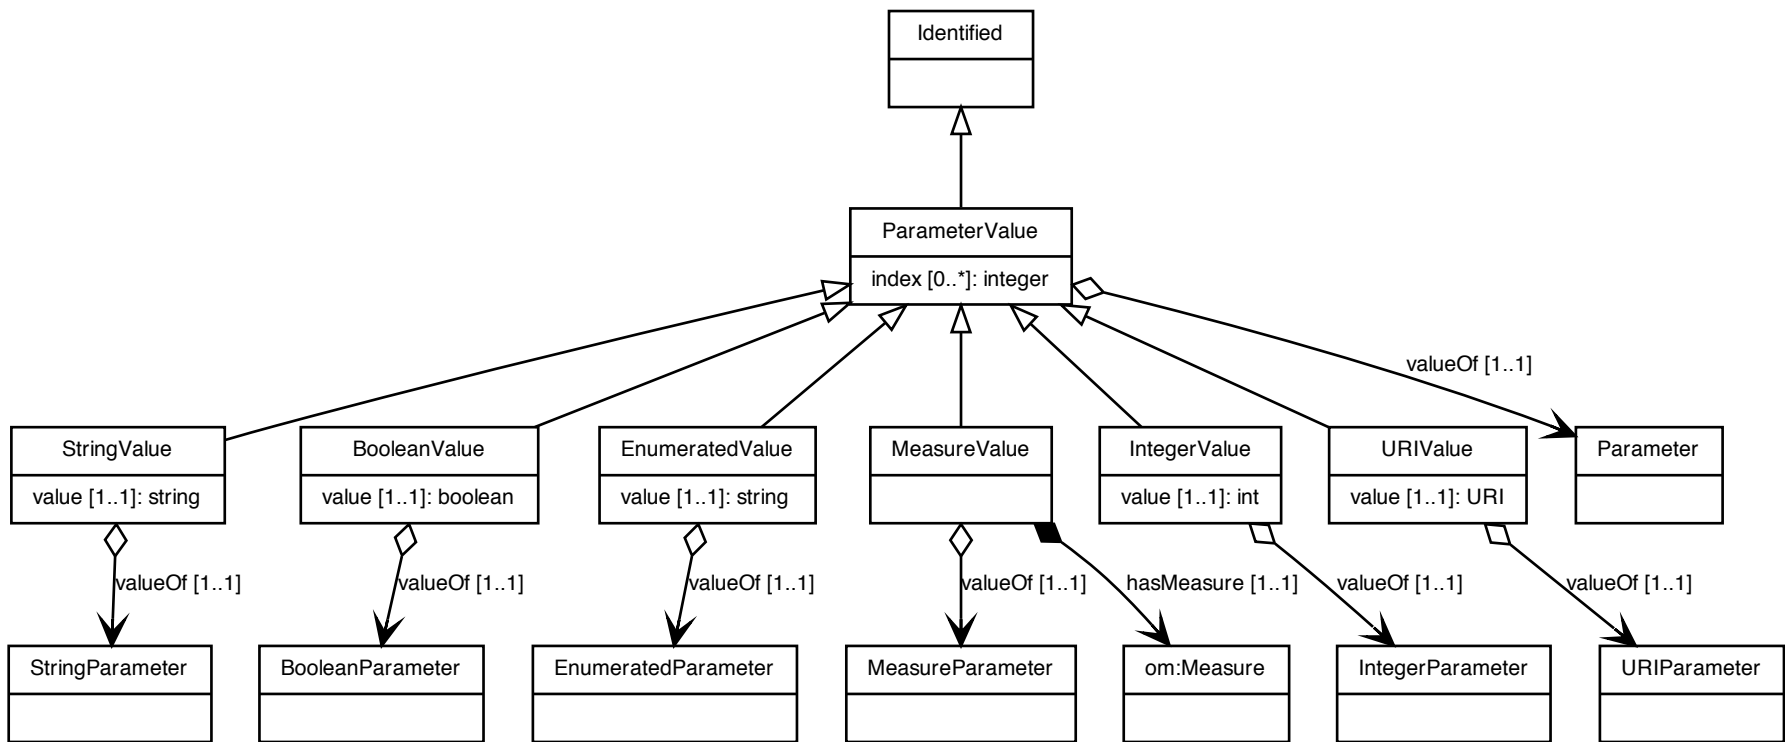 Identified
ParameterValue
index [0..*]: integer
valueOf [1..1]
StringValue
value [1..1]: string
BooleanValue
value [1..1]: boolean
EnumeratedValue
value [1..1]: string
MeasureValue
IntegerValue
value [1..1]: int
URIValue
value [1..1]: URI
Parameter
valueOf [1..1]
valueOf [1..1]
valueOf [1..1]
valueOf [1..1]
hasMeasure [1..1]
valueOf [1..1]
valueOf [1..1]
StringParameter
BooleanParameter
EnumeratedParameter
MeasureParameter
om:Measure
IntegerParameter
URIParameter